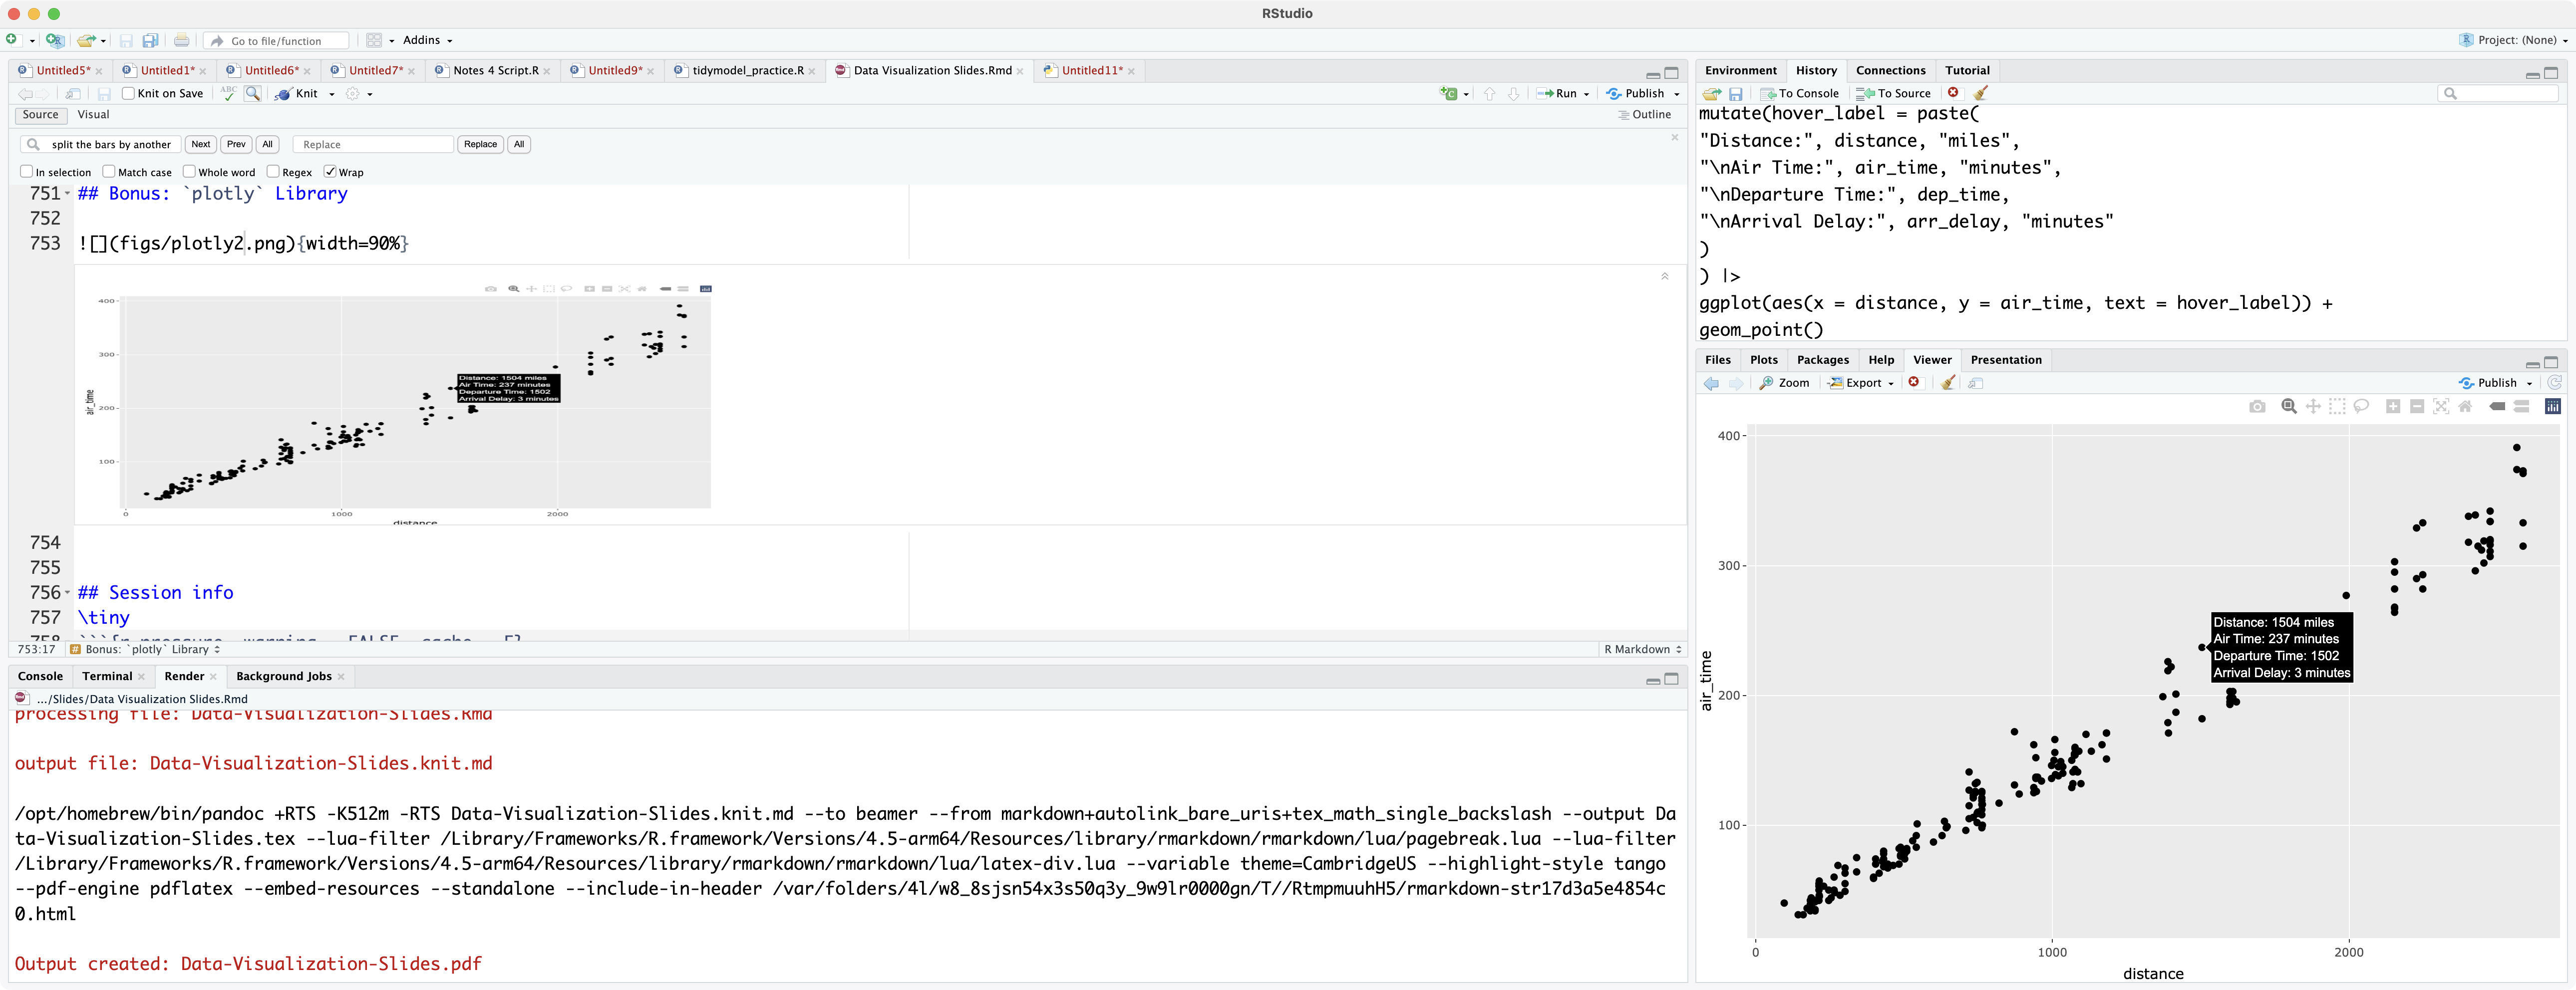 RStudio
Go to file/function
Addins
Project: (None)
Untitled5*
Untitled1*
Untitled6*
Untitled7*
Notes 4 Script.R
Untitled9*
tidymodel_practice.R
Data Visualization Slides.Rmd
Untitled11*
Knit on Save
ABC
Knit
Run
Publish
Source
Visual
Outline
split the bars by another
Next
Prev
All
Replace
Replace
All
In selection
Match case
Whole word
Regex
Wrap
751 ## Bonus: `plotly` Library
752
753 ![](figs/plotly2.png){width=90%}
400
300
200
100
air_time
0
1000
2000
distance
Distance: 1504 miles
Air Time: 237 minutes
Departure Time: 1502
Arrival Delay: 3 minutes
754
755
756 ## Session info
757 \tiny
753:17
Bonus: `plotly` Library
R Markdown
Console
Terminal
Render
Background Jobs
.../Slides/Data Visualization Slides.Rmd
processing file: Data-Visualization-Slides.Rmd
output file: Data-Visualization-Slides.knit.md
/opt/homebrew/bin/pandoc +RTS -K512m -RTS Data-Visualization-Slides.knit.md --to beamer --from markdown+autolink_bare_uris+tex_math_single_backslash --output Da
ta-Visualization-Slides.tex --lua-filter /Library/Frameworks/R.framework/Versions/4.5-arm64/Resources/library/rmarkdown/rmarkdown/lua/pagebreak.lua --lua-filter
/Library/Frameworks/R.framework/Versions/4.5-arm64/Resources/library/rmarkdown/rmarkdown/lua/latex-div.lua --variable theme=CambridgeUS --highlight-style tango
--pdf-engine pdflatex --embed-resources --standalone --include-in-header /var/folders/4l/w8_8sjsn54x3s50q3y_9w9lr0000gn/T//RtmpmuuhH5/rmarkdown-str17d3a5e4854c
0.html
Output created: Data-Visualization-Slides.pdf
Environment
History
Connections
Tutorial
To Console
To Source
mutate(hover_label = paste(
"Distance:", distance, "miles",
"\nAir Time:", air_time, "minutes",
"\nDeparture Time:", dep_time,
"\nArrival Delay:", arr_delay, "minutes"
)
) |>
ggplot(aes(x = distance, y = air_time, text = hover_label)) +
geom_point()
Files
Plots
Packages
Help
Viewer
Presentation
Zoom
Export
Publish
400
300
200
100
air_time
Distance: 1504 miles
Air Time: 237 minutes
Departure Time: 1502
Arrival Delay: 3 minutes
0
1000
2000
distance